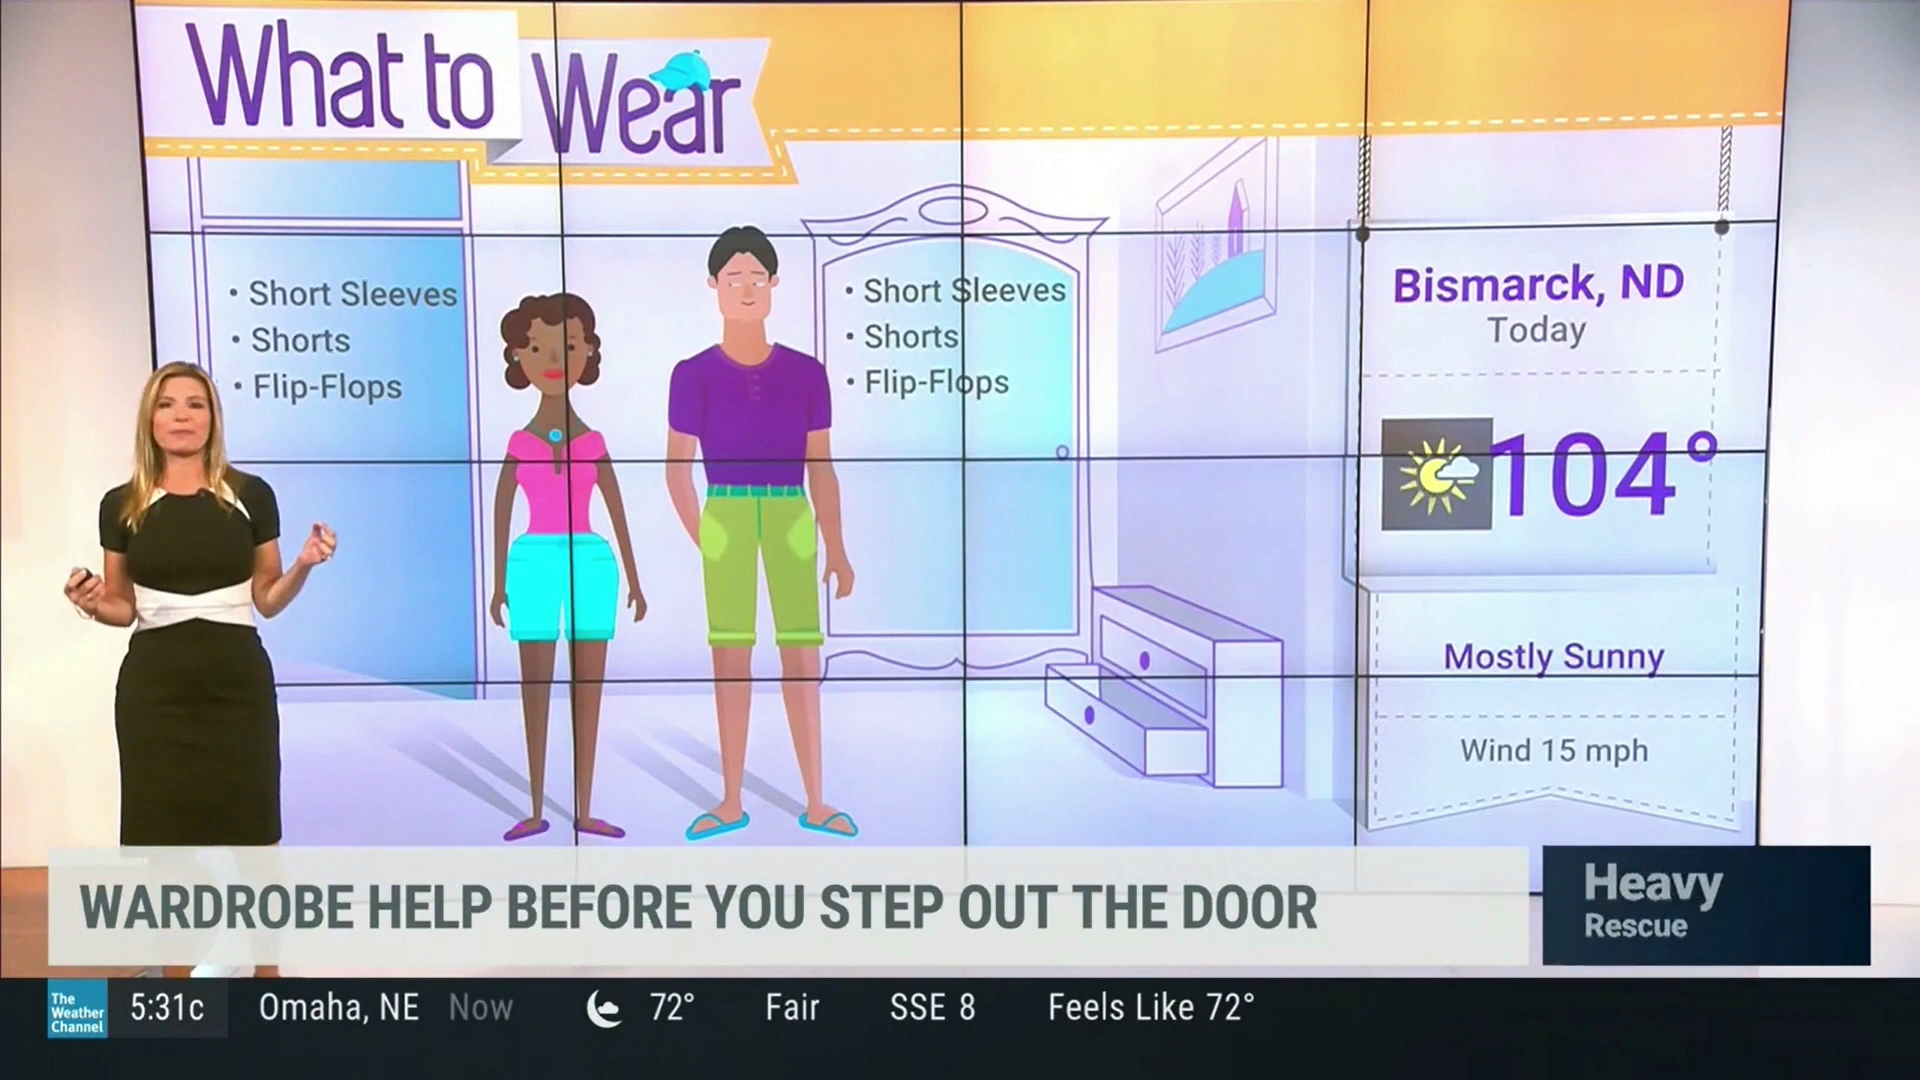 What to Wear
• Short Sleeves
• Shorts
• Flip-Flops
• Short Sleeves
• Shorts
• Flip-Flops
Bismarck, ND
Today
104°
Mostly Sunny
Wind 15 mph
WARDROBE HELP BEFORE YOU STEP OUT THE DOOR
Heavy
Rescue
The
Weather
Channel
5:31c Omaha, NE Now 72° Fair SSE 8 Feels Like 72°